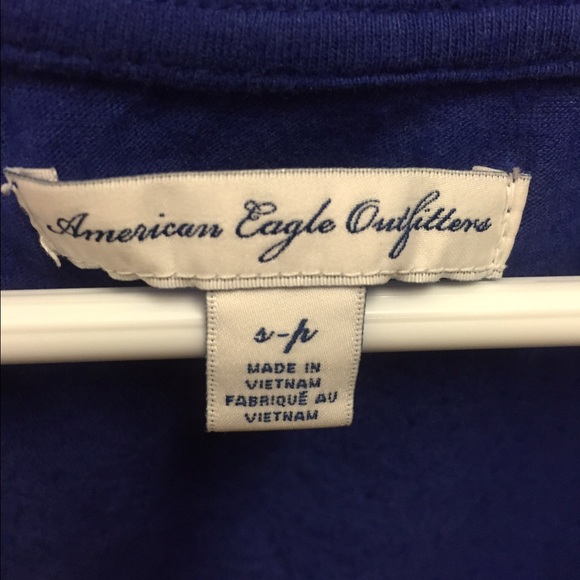 American Eagle Outfitters
s-p
MADE IN
VIETNAM
FABRIQUÉ AU
VIETNAM